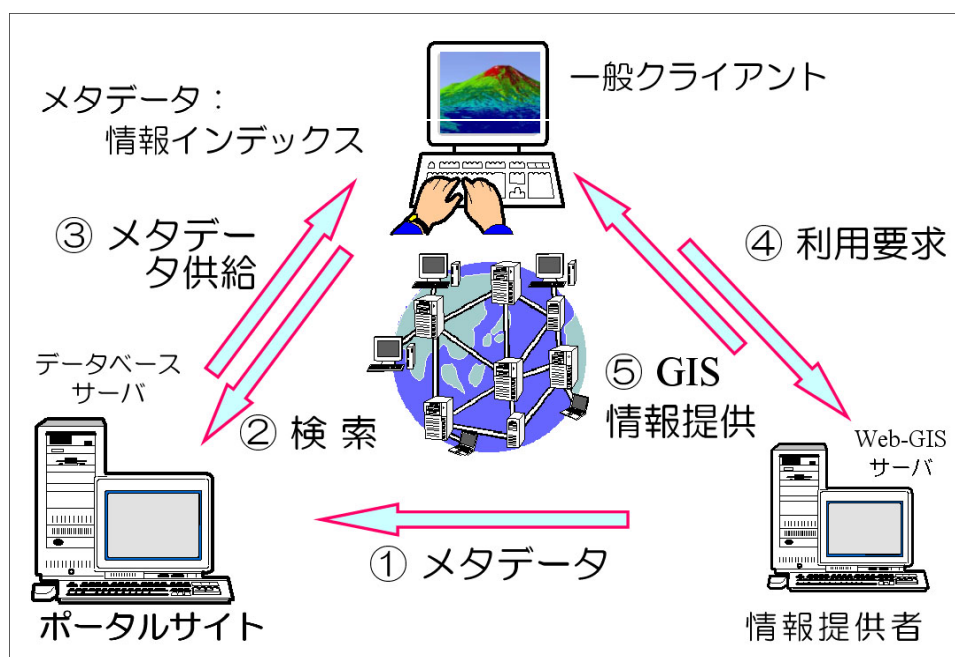 一般クライアント
メタデータ：
情報インデックス
③ メタデー
タ供給
④ 利用要求
データベース
サーバ
② 検 索
⑤ GIS
情報提供
Web-GIS
サーバ
① メタデータ
ポータルサイト
情報提供者